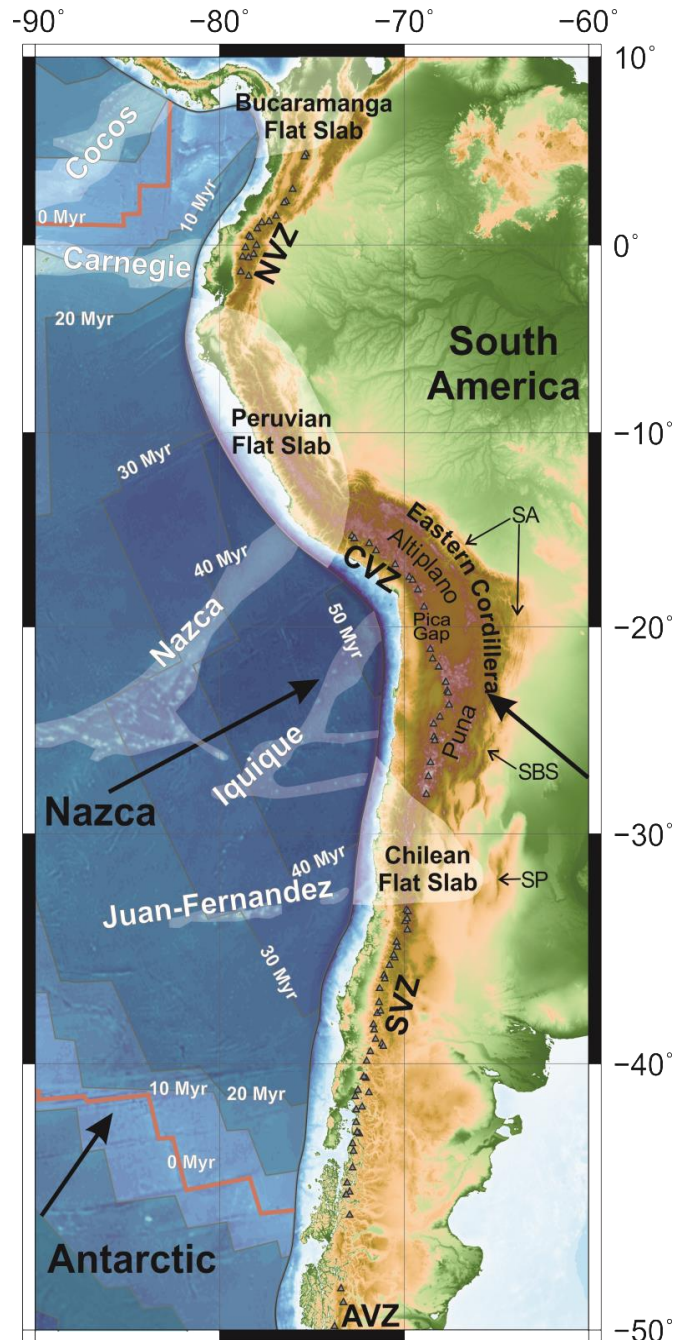 −90°
−80°
−70°
−60°
10°
Bucaramanga
Flat Slab
Cocos
0 Myr
10 Myr
NVZ
0°
Carnegie
20 Myr
South
America
Peruvian
Flat Slab
−10°
30 Myr
SA
Eastern Cordillera
Altiplano
CVZ
40 Myr
Nazca
50 Myr
Pica
Gap
−20°
Puna
Iquique
SBS
Nazca
−30°
40 Myr
Chilean
Flat Slab
SP
Juan-Fernandez
30 Myr
SVZ
−40°
10 Myr
20 Myr
0 Myr
Antarctic
AVZ
−50°